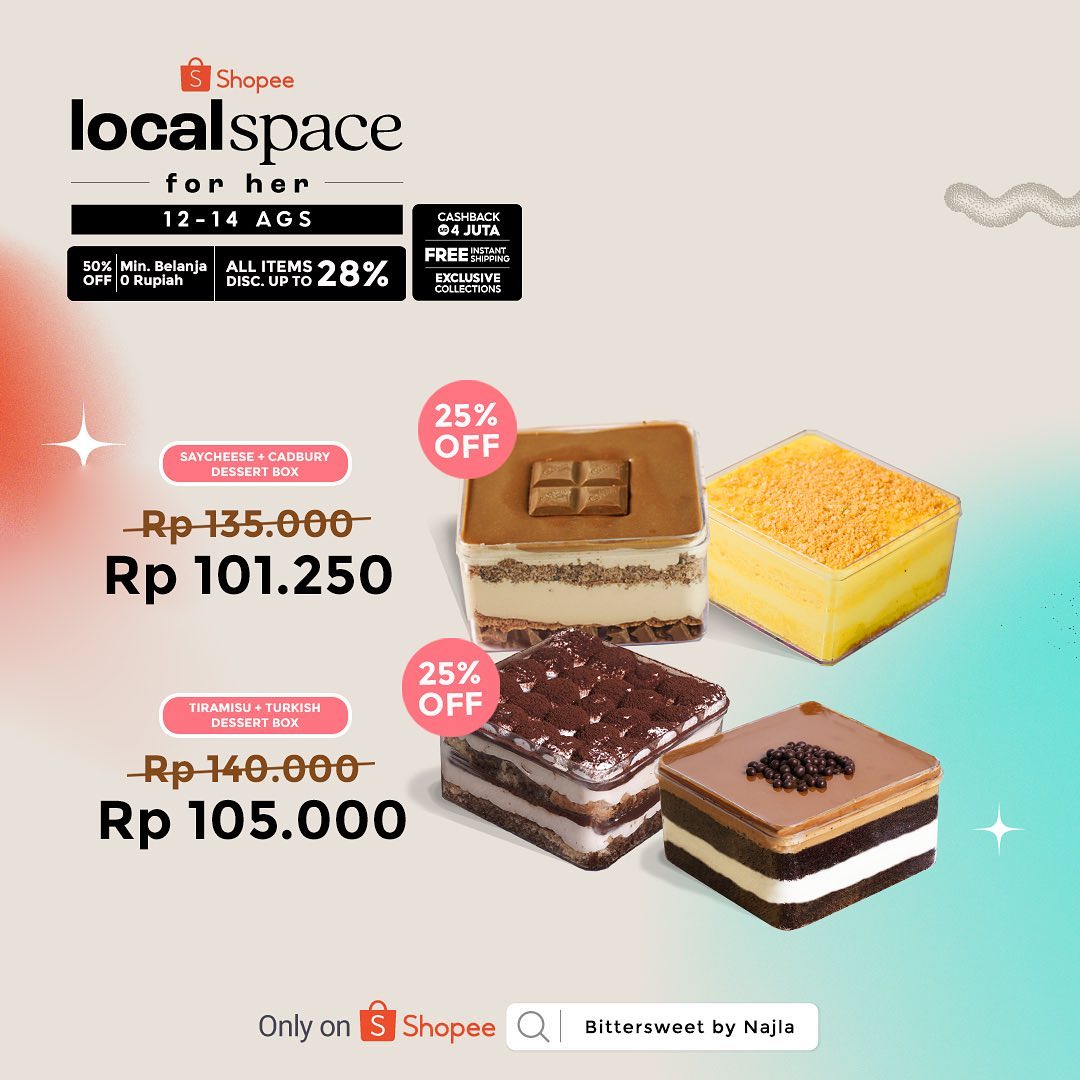 Shopee
localspace
for her
12-14 AGS
50% OFF
Min. Belanja
0 Rupiah
ALL ITEMS
DISC. UP TO 28%
CASHBACK
SD 4 JUTA
FREE INSTANT SHIPPING
EXCLUSIVE
COLLECTIONS
25%
OFF
SAYCHEESE + CADBURY
DESSERT BOX
Rp 135.000
Rp 101.250
25%
OFF
TIRAMISU + TURKISH
DESSERT BOX
Rp 140.000
Rp 105.000
Only on Shopee
Bittersweet by Najla